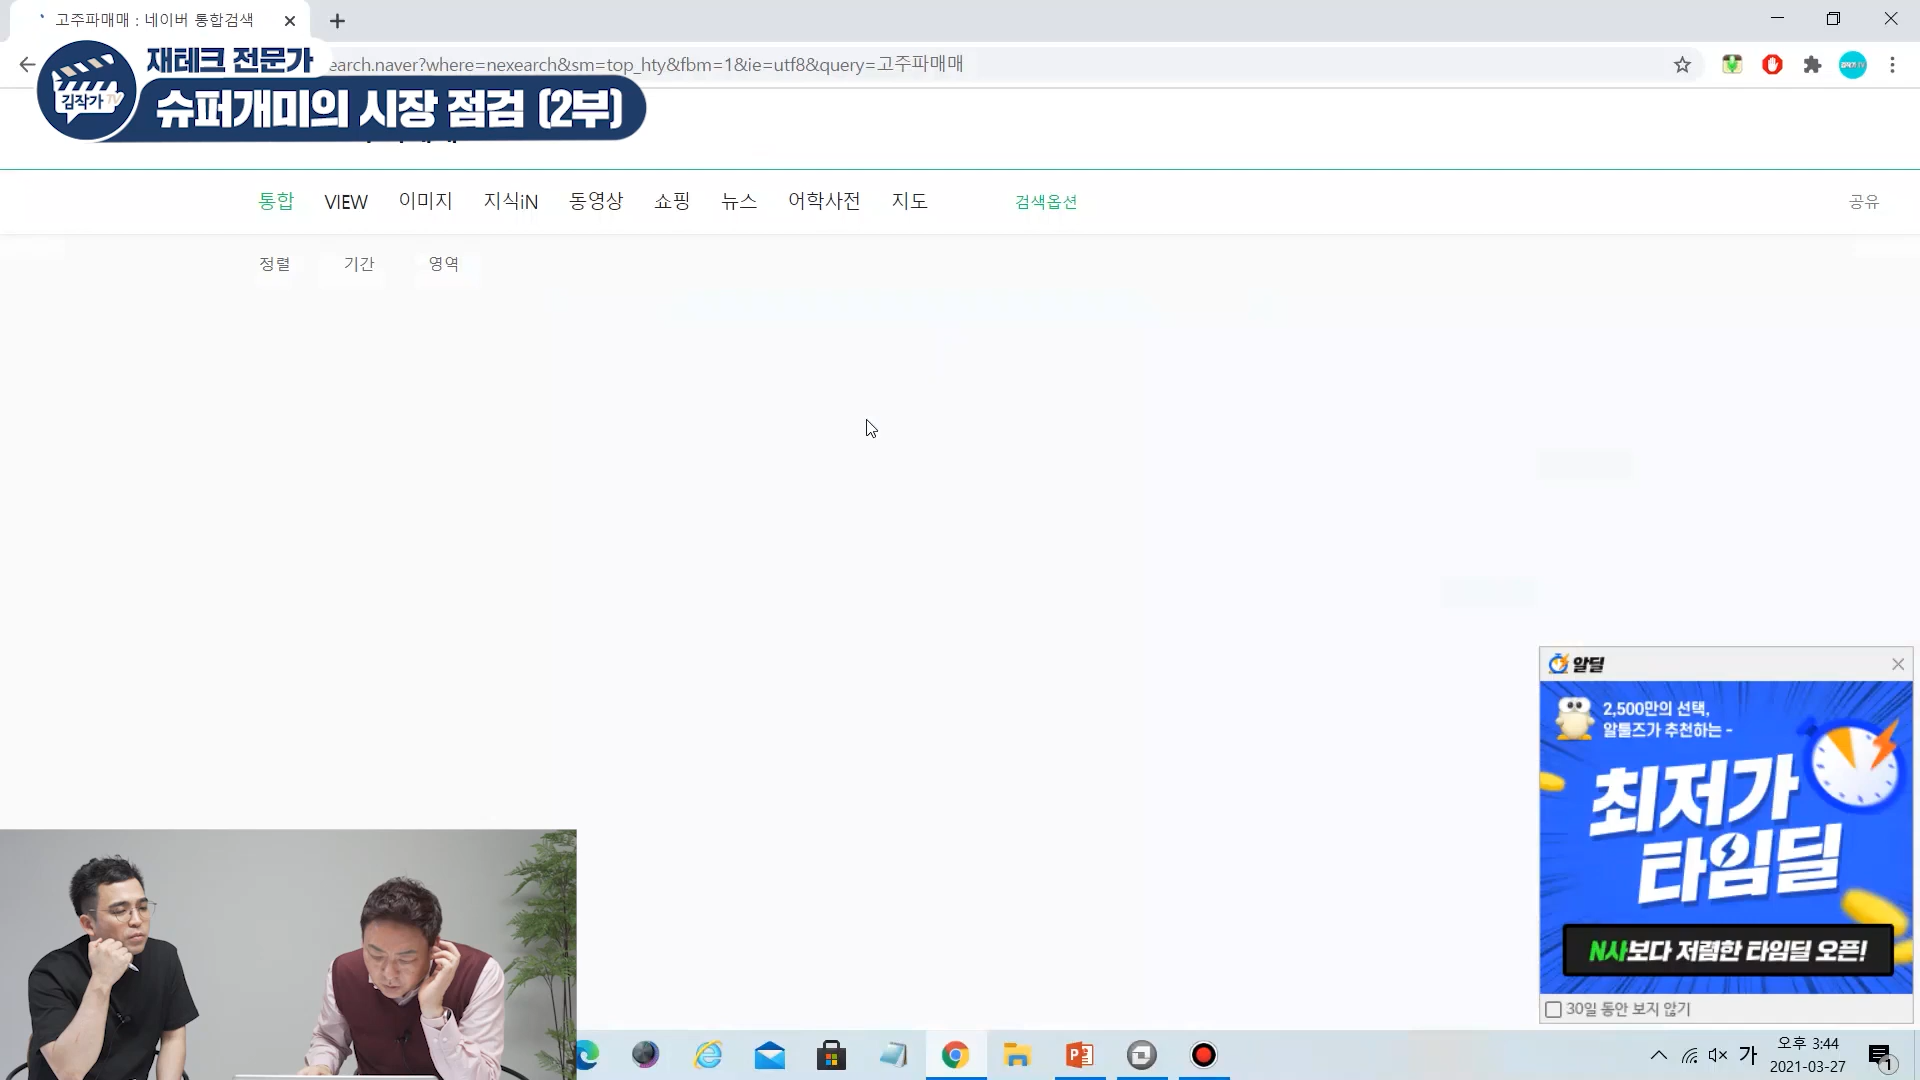 고주파매매 : 네이버 통합검색
재테크 전문가
earch.naver?where=nexearch&sm=top_hty&fbm=1&ie=utf8&query=고주파매매
김작가 TV
슈퍼개미의 시장 점검 (2부)
통합 VIEW 이미지 지식iN 동영상 쇼핑 뉴스 어학사전 지도 검색옵션 공유
정렬 기간 영역
알딜
2,500만의 선택,
알툴즈가 추천하는 -
최저가
타임딜
N사보다 저렴한 타임딜 오픈!
30일 동안 보지 않기
가
오후 3:44
2021-03-27
1